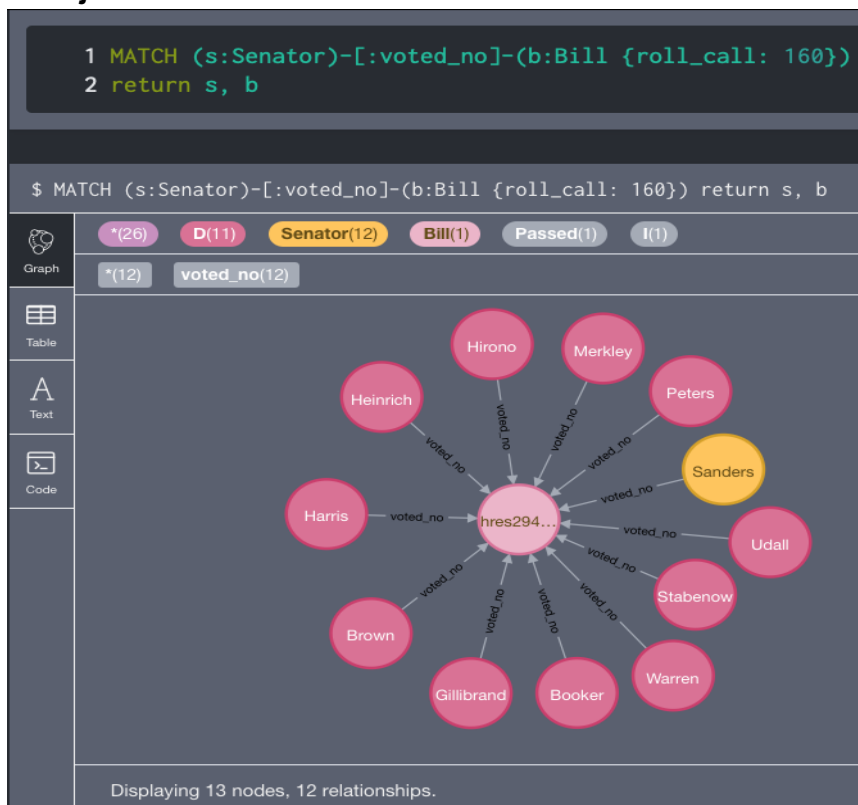 1 MATCH (s:Senator)-[:voted_no]-(b:Bill {roll_call: 160})
2 return s, b
$ MATCH (s:Senator)-[:voted_no]-(b:Bill {roll_call: 160}) return s, b
*(26) D(11) Senator(12) Bill(1) Passed(1) I(1)
*(12) voted_no(12)
Graph
Table
A
Text
Code
Hirono
Merkley
Peters
Heinrich
Sanders
Harris
hres294...
Udall
Stabenow
Brown
Warren
Gillibrand
Booker
voted_no
voted_no
voted_no
voted_no
voted_no
voted_no
voted_no
voted_no
voted_no
voted_no
voted_no
voted_no
Displaying 13 nodes, 12 relationships.